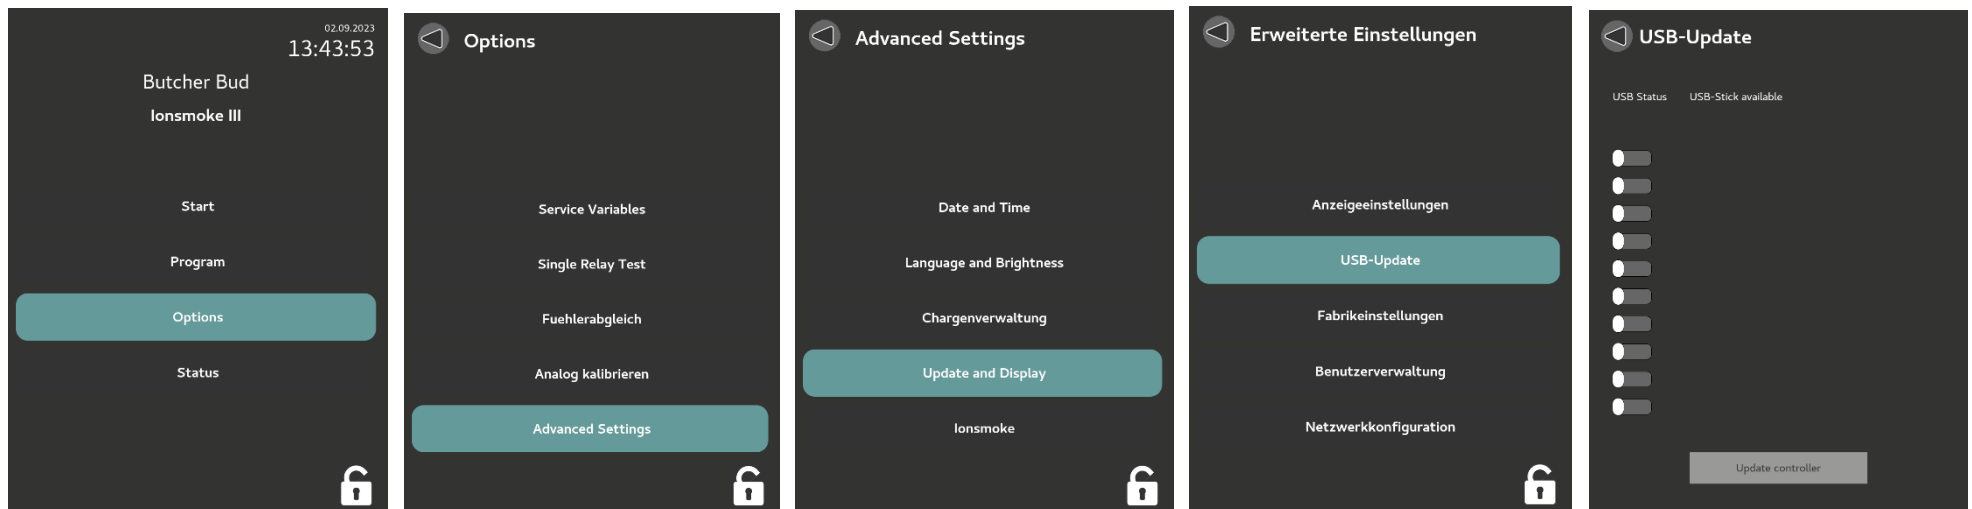 02.09.2023
13:43:53
Butcher Bud
Ionsmoke III
Start
Program
Options
Status
Options
Service Variables
Single Relay Test
Fuehlerabgleich
Analog kalibrieren
Advanced Settings
Advanced Settings
Date and Time
Language and Brightness
Chargenverwaltung
Update and Display
Ionsmoke
Erweiterte Einstellungen
Anzeigeeinstellungen
USB-Update
Fabrikeinstellungen
Benutzerverwaltung
Netzwerkkonfiguration
USB-Update
USB Status USB-Stick available
Update controller